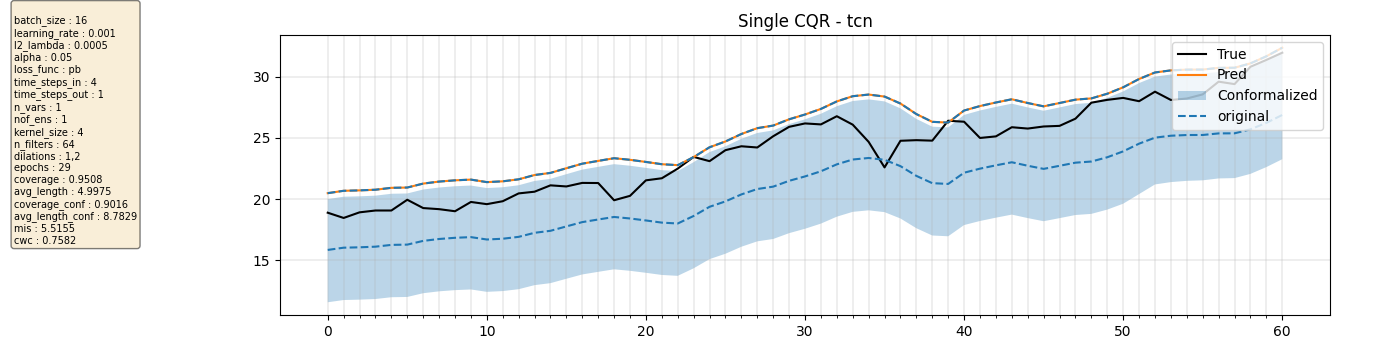 batch_size : 16
learning_rate : 0.001
l2_lambda : 0.0005
alpha : 0.05
loss_func : pb
time_steps_in : 4
time_steps_out : 1
n_vars : 1
nof_ens : 1
kernel_size : 4
n_filters : 64
dilations : 1,2
epochs : 29
coverage : 0.9508
avg_length : 4.9975
coverage_conf : 0.9016
avg_length_conf : 8.7829
mis : 5.5155
cwc : 0.7582
Single CQR - tcn
True
Pred
Conformalized
original
30
25
20
15
0 10 20 30 40 50 60